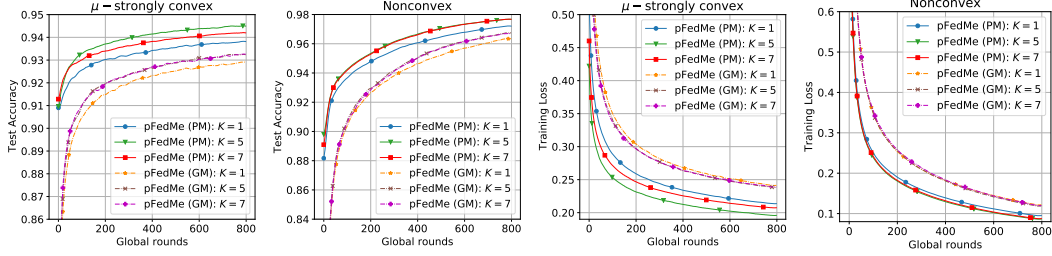 μ − strongly convex
Test Accuracy
0.95
0.94
0.93
0.92
0.91
0.90
0.89
0.88
0.87
0.86
pFedMe (PM): K = 1
pFedMe (PM): K = 5
pFedMe (PM): K = 7
pFedMe (GM): K = 1
pFedMe (GM): K = 5
pFedMe (GM): K = 7
0 200 400 600 800
Global rounds
Nonconvex
Test Accuracy
0.98
0.96
0.94
0.92
0.90
0.88
0.86
0.84
pFedMe (PM): K = 1
pFedMe (PM): K = 5
pFedMe (PM): K = 7
pFedMe (GM): K = 1
pFedMe (GM): K = 5
pFedMe (GM): K = 7
0 200 400 600 800
Global rounds
μ − strongly convex
Training Loss
0.50
0.45
0.40
0.35
0.30
0.25
0.20
pFedMe (PM): K = 1
pFedMe (PM): K = 5
pFedMe (PM): K = 7
pFedMe (GM): K = 1
pFedMe (GM): K = 5
pFedMe (GM): K = 7
0 200 400 600 800
Global rounds
Nonconvex
Training Loss
0.6
0.5
0.4
0.3
0.2
0.1
pFedMe (PM): K = 1
pFedMe (PM): K = 5
pFedMe (PM): K = 7
pFedMe (GM): K = 1
pFedMe (GM): K = 5
pFedMe (GM): K = 7
0 200 400 600 800
Global rounds